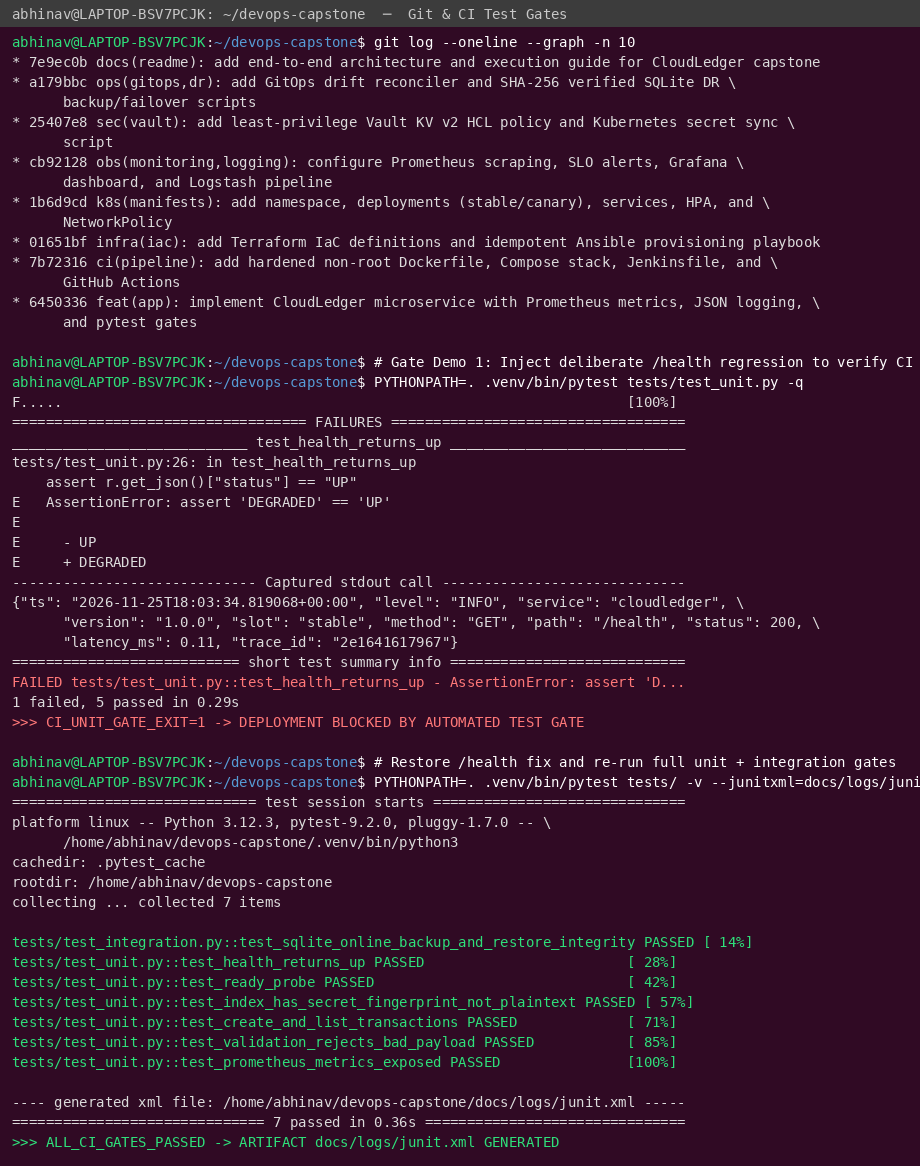 abhinav@LAPTOP-BSV7PCJK: ~/devops-capstone  —  Git & CI Test Gates
abhinav@LAPTOP-BSV7PCJK:~/devops-capstone$ git log --oneline --graph -n 10
* 7e9ec0b docs(readme): add end-to-end architecture and execution guide for CloudLedger capstone
* a179bbc ops(gitops,dr): add GitOps drift reconciler and SHA-256 verified SQLite DR \
      backup/failover scripts
* 25407e8 sec(vault): add least-privilege Vault KV v2 HCL policy and Kubernetes secret sync \
      script
* cb92128 obs(monitoring,logging): configure Prometheus scraping, SLO alerts, Grafana \
      dashboard, and Logstash pipeline
* 1b6d9cd k8s(manifests): add namespace, deployments (stable/canary), services, HPA, and \
      NetworkPolicy
* 01651bf infra(iac): add Terraform IaC definitions and idempotent Ansible provisioning playbook
* 7b72316 ci(pipeline): add hardened non-root Dockerfile, Compose stack, Jenkinsfile, and \
      GitHub Actions
* 6450336 feat(app): implement CloudLedger microservice with Prometheus metrics, JSON logging, \
      and pytest gates
abhinav@LAPTOP-BSV7PCJK:~/devops-capstone$ # Gate Demo 1: Inject deliberate /health regression to verify CI
abhinav@LAPTOP-BSV7PCJK:~/devops-capstone$ PYTHONPATH=. .venv/bin/pytest tests/test_unit.py -q
F.....                                                                   [100%]
=================================== FAILURES ===================================
____________________________ test_health_returns_up ____________________________
tests/test_unit.py:26: in test_health_returns_up
    assert r.get_json()["status"] == "UP"
E   AssertionError: assert 'DEGRADED' == 'UP'
E
E     - UP
E     + DEGRADED
----------------------------- Captured stdout call -----------------------------
{"ts": "2026-11-25T18:03:34.819068+00:00", "level": "INFO", "service": "cloudledger", \
      "version": "1.0.0", "slot": "stable", "method": "GET", "path": "/health", "status": 200, \
      "latency_ms": 0.11, "trace_id": "2e1641617967"}
=========================== short test summary info ============================
FAILED tests/test_unit.py::test_health_returns_up - AssertionError: assert 'D...
1 failed, 5 passed in 0.29s
>>> CI_UNIT_GATE_EXIT=1 -> DEPLOYMENT BLOCKED BY AUTOMATED TEST GATE
abhinav@LAPTOP-BSV7PCJK:~/devops-capstone$ # Restore /health fix and re-run full unit + integration gates
abhinav@LAPTOP-BSV7PCJK:~/devops-capstone$ PYTHONPATH=. .venv/bin/pytest tests/ -v --junitxml=docs/logs/juni
============================= test session starts ==============================
platform linux -- Python 3.12.3, pytest-9.2.0, pluggy-1.7.0 -- \
      /home/abhinav/devops-capstone/.venv/bin/python3
cachedir: .pytest_cache
rootdir: /home/abhinav/devops-capstone
collecting ... collected 7 items
tests/test_integration.py::test_sqlite_online_backup_and_restore_integrity PASSED [ 14%]
tests/test_unit.py::test_health_returns_up PASSED                        [ 28%]
tests/test_unit.py::test_ready_probe PASSED                              [ 42%]
tests/test_unit.py::test_index_has_secret_fingerprint_not_plaintext PASSED [ 57%]
tests/test_unit.py::test_create_and_list_transactions PASSED             [ 71%]
tests/test_unit.py::test_validation_rejects_bad_payload PASSED           [ 85%]
tests/test_unit.py::test_prometheus_metrics_exposed PASSED               [100%]
---- generated xml file: /home/abhinav/devops-capstone/docs/logs/junit.xml -----
============================== 7 passed in 0.36s ===============================
>>> ALL_CI_GATES_PASSED -> ARTIFACT docs/logs/junit.xml GENERATED